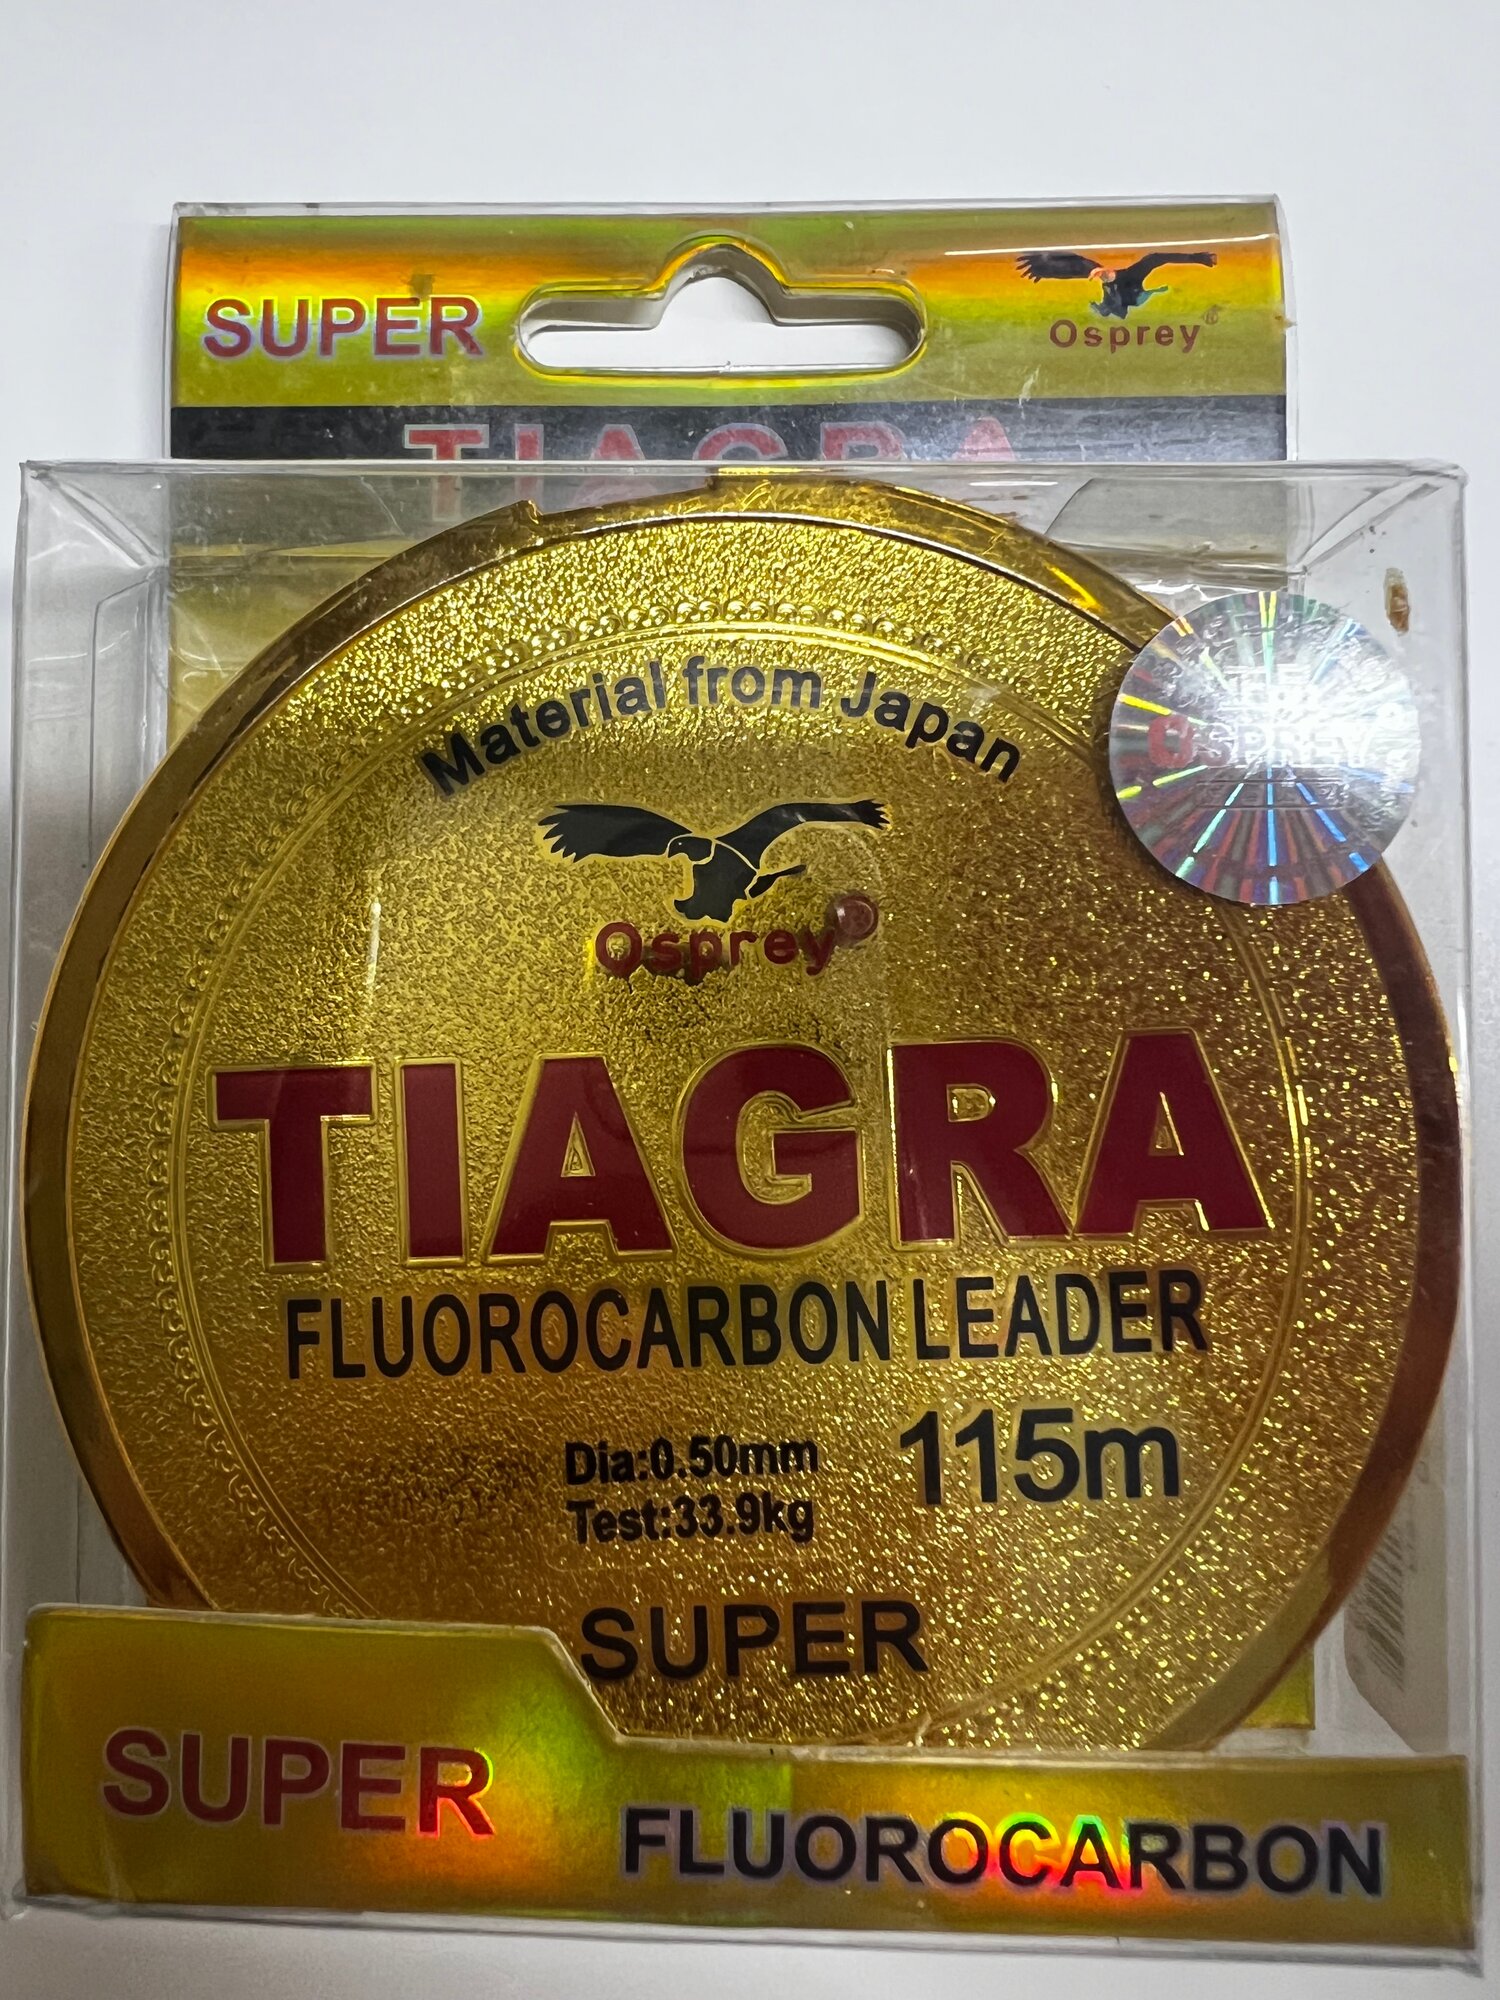 SUPER
Osprey®
TIAGRA
Material from Japan
OSPREY
Osprey®
TIAGRA
FLUOROCARBON LEADER
115m
Dia:0.50mm
Test:33.9kg
SUPER
SUPER
FLUOROCARBON